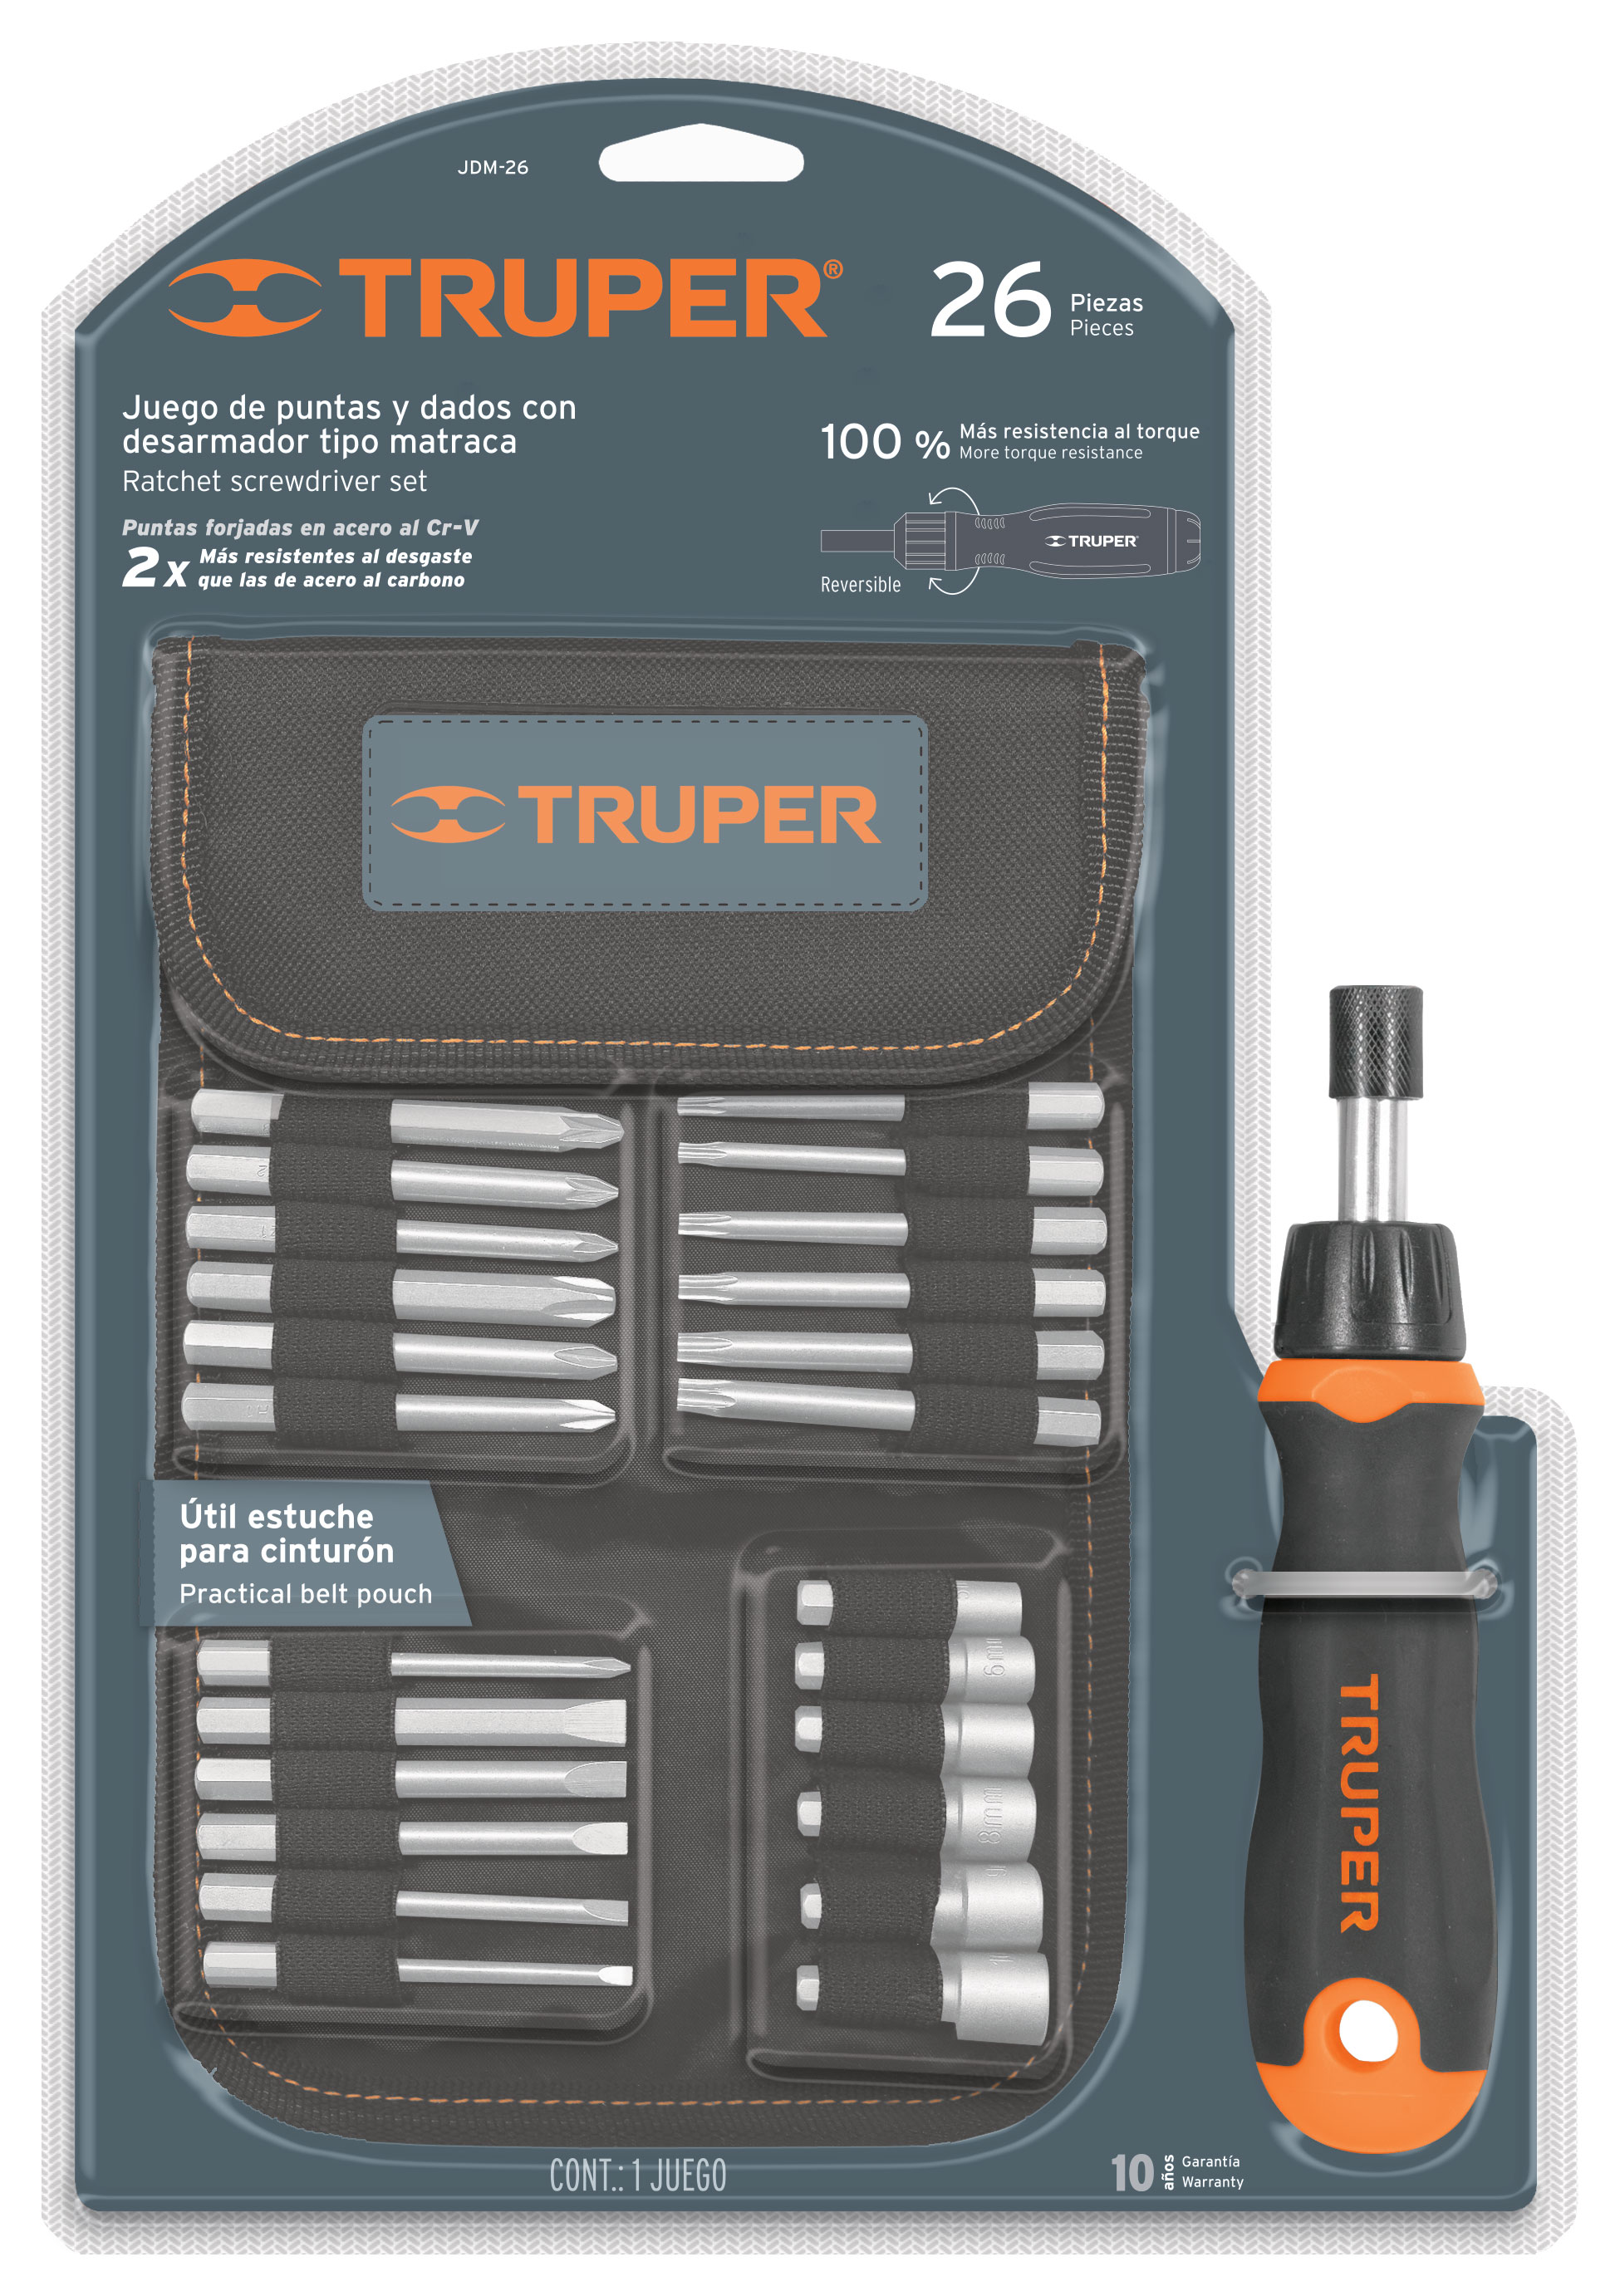 JDM-26
TRUPER®
26 Piezas
Pieces
Juego de puntas y dados con
desarmador tipo matraca
Ratchet screwdriver set
Puntas forjadas en acero al Cr-V
2x Más resistentes al desgaste
que las de acero al carbono
100 % Más resistencia al torque
More torque resistance
TRUPER
Reversible
TRUPER
Útil estuche
para cinturón
Practical belt pouch
6mm
8mm
TRUPER
CONT.: 1 JUEGO
10 años Garantía
Warranty